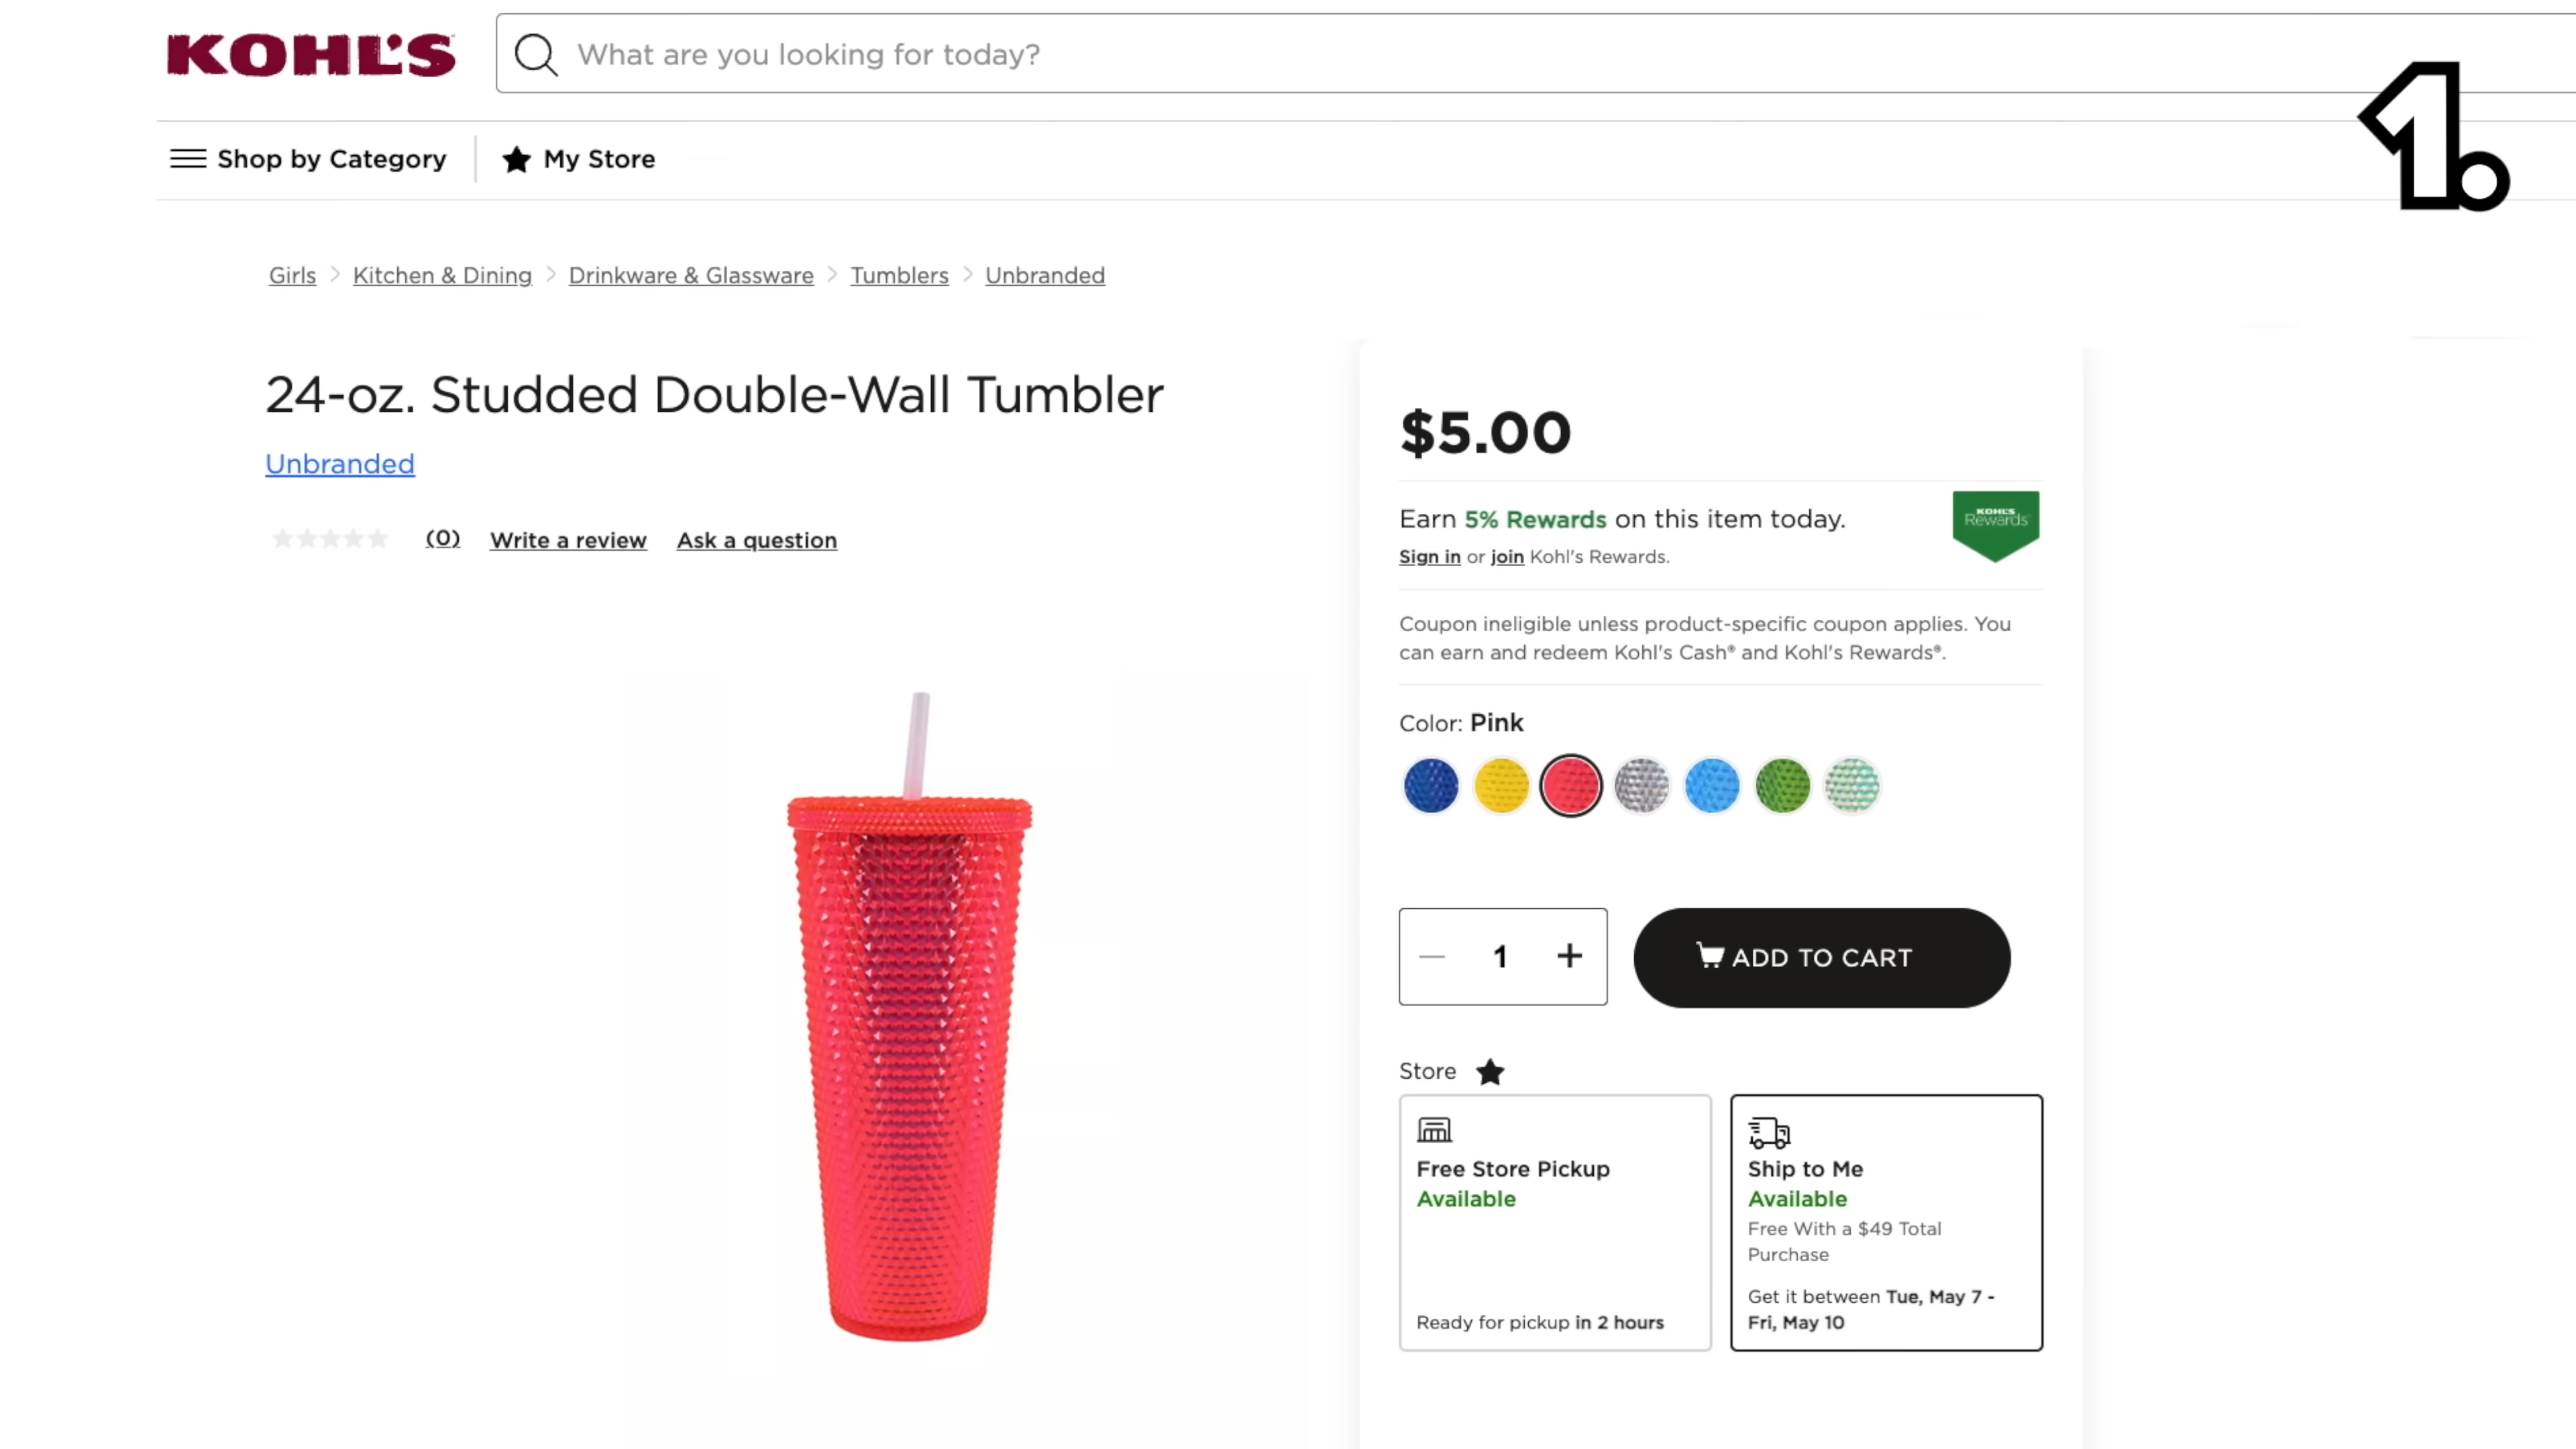 KOHL'S
What are you looking for today?
1.
Shop by Category
My Store
Girls > Kitchen & Dining > Drinkware & Glassware > Tumblers > Unbranded
24-oz. Studded Double-Wall Tumbler
Unbranded
(0) Write a review Ask a question
$5.00
Earn 5% Rewards on this item today.
Sign in or join Kohl's Rewards.
KOHL'S
Rewards
Coupon ineligible unless product-specific coupon applies. You
can earn and redeem Kohl's Cash® and Kohl's Rewards®.
Color: Pink
1
ADD TO CART
Store
Free Store Pickup
Available
Ready for pickup in 2 hours
Ship to Me
Available
Free With a $49 Total
Purchase
Get it between Tue, May 7 -
Fri, May 10